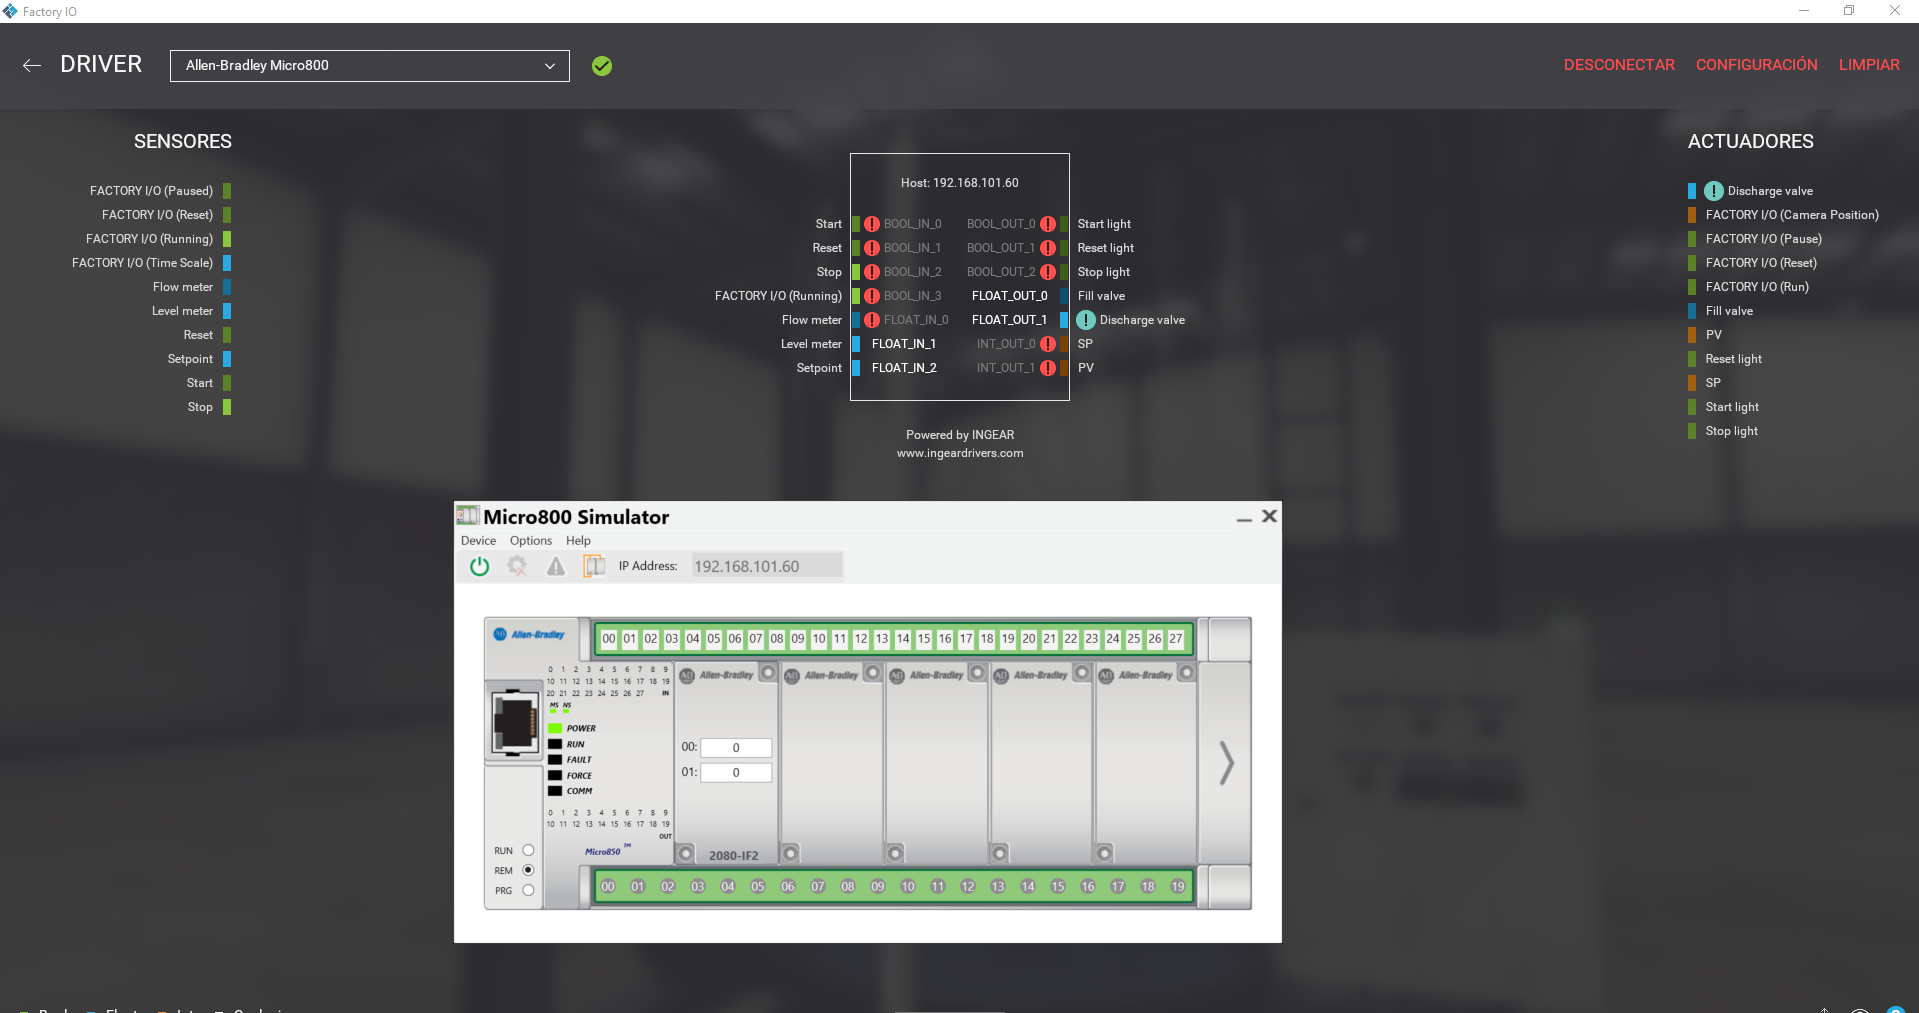 Factory IO
DRIVER
Allen-Bradley Micro800
DESCONECTAR CONFIGURACIÓN LIMPIAR
SENSORES
FACTORY I/O (Paused)
FACTORY I/O (Reset)
FACTORY I/O (Running)
FACTORY I/O (Time Scale)
Flow meter
Level meter
Reset
Setpoint
Start
Stop
Host: 192.168.101.60
Start BOOL_IN_0 BOOL_OUT_0 Start light
Reset BOOL_IN_1 BOOL_OUT_1 Reset light
Stop BOOL_IN_2 BOOL_OUT_2 Stop light
FACTORY I/O (Running) BOOL_IN_3 FLOAT_OUT_0 Fill valve
Flow meter FLOAT_IN_0 FLOAT_OUT_1 Discharge valve
Level meter FLOAT_IN_1 INT_OUT_0 SP
Setpoint FLOAT_IN_2 INT_OUT_1 PV
Powered by INGEAR
www.ingeardrivers.com
ACTUADORES
Discharge valve
FACTORY I/O (Camera Position)
FACTORY I/O (Pause)
FACTORY I/O (Reset)
FACTORY I/O (Run)
Fill valve
PV
Reset light
SP
Start light
Stop light
Micro800 Simulator
Device Options Help
IP Address: 192.168.101.60
Allen-Bradley
00 01 02 03 04 05 06 07 08 09 10 11 12 13 14 15 16 17 18 19 20 21 22 23 24 25 26 27
0 1 2 3 4 5 6 7 8 9
10 11 12 13 14 15 16 17 18 19
20 21 22 23 24 25 26 27 IN
MS NS
POWER
RUN
FAULT
FORCE
COMM
0 1 2 3 4 5 6 7 8 9
10 11 12 13 14 15 16 17 18 19
OUT
Micro850 TM
RUN
REM
PRG
AB Allen-Bradley AB Allen-Bradley AB Allen-Bradley AB Allen-Bradley AB Allen-Bradley
00: 0
01: 0
2080-IF2
00 01 02 03 04 05 06 07 08 09 10 11 12 13 14 15 16 17 18 19